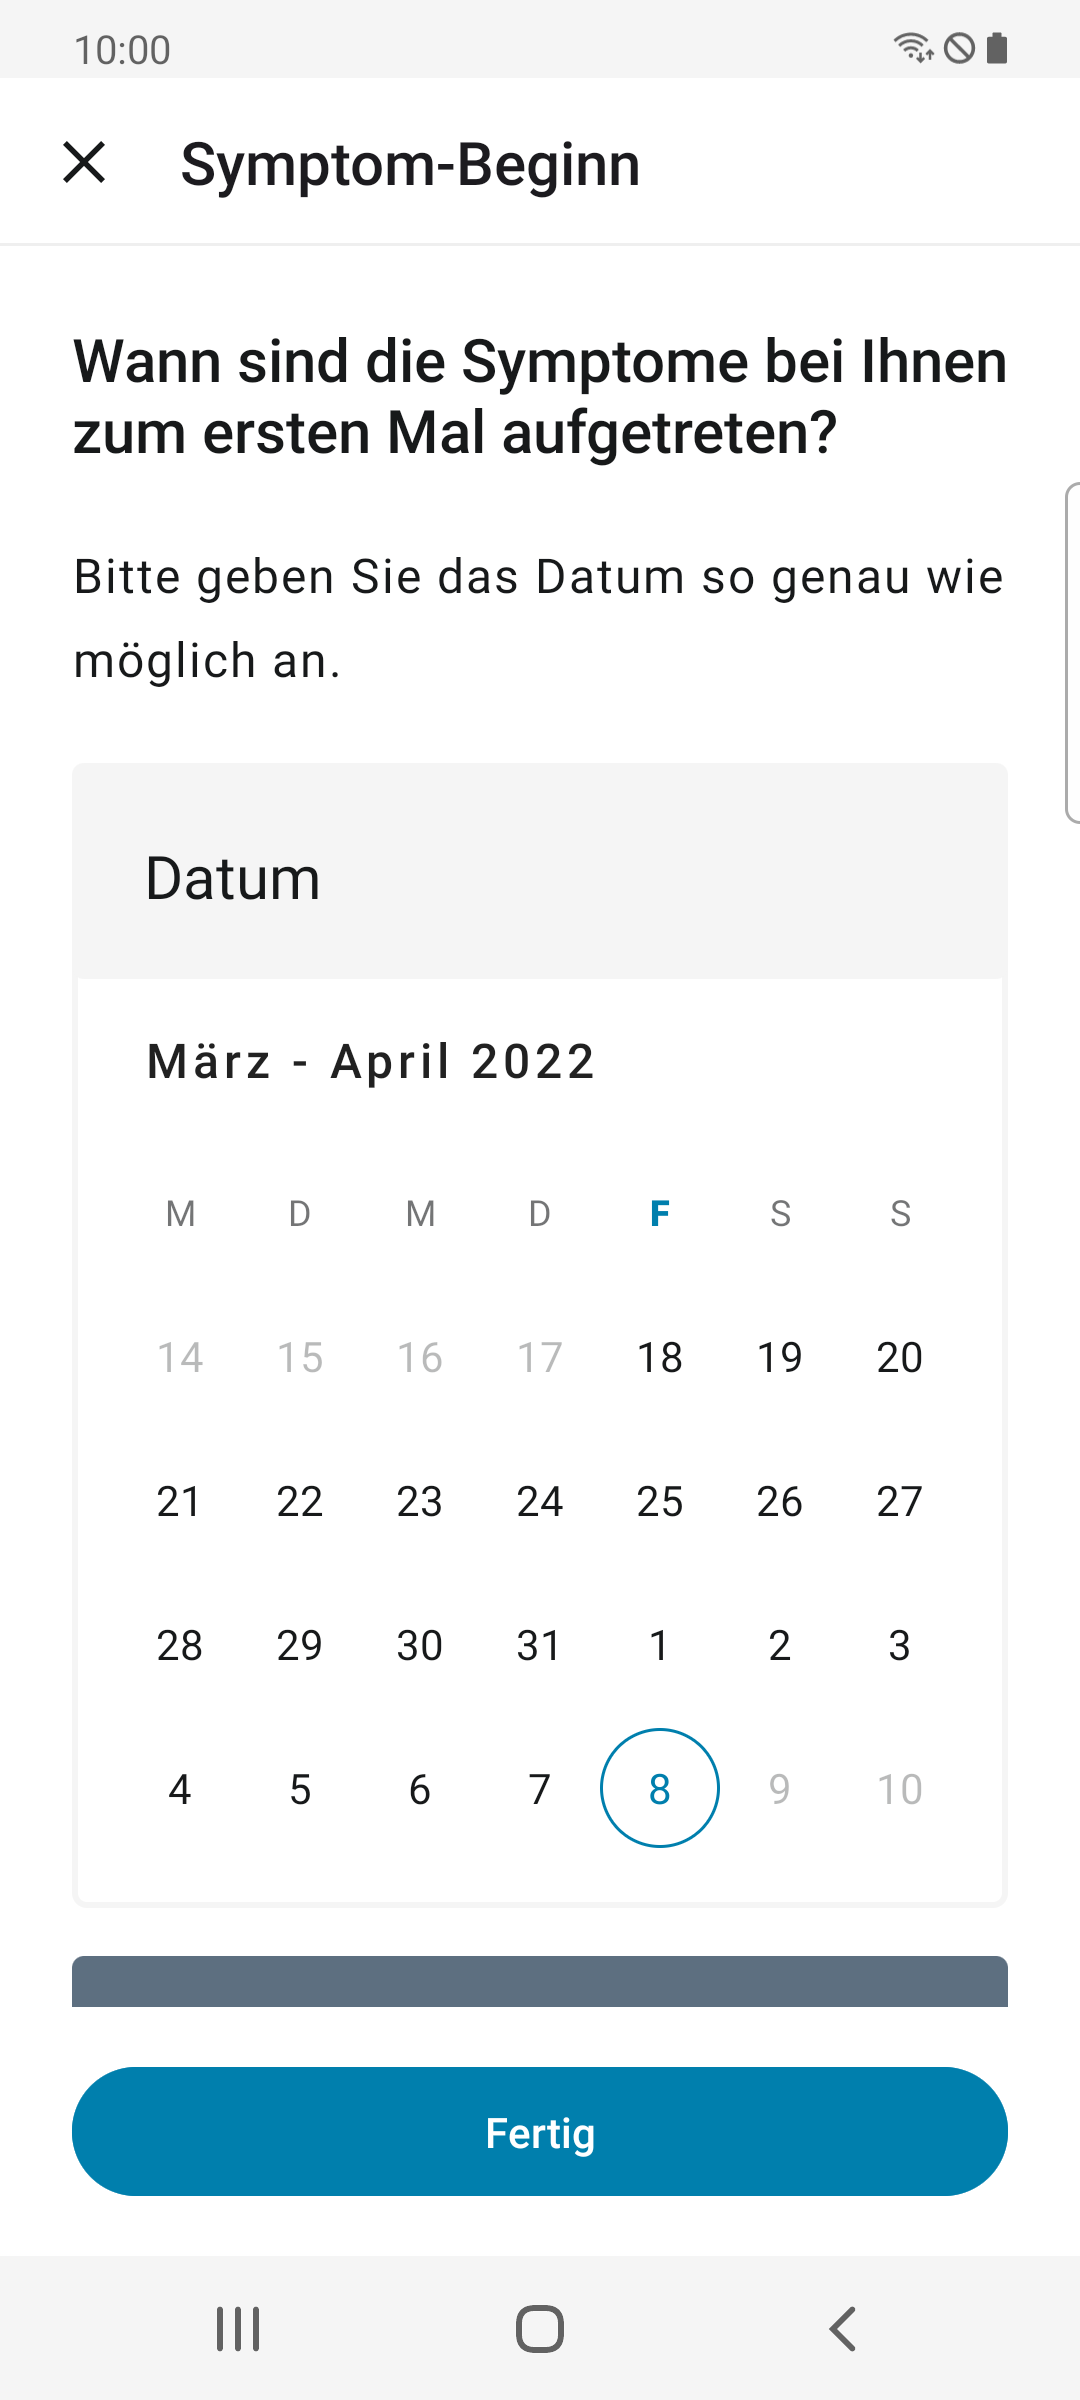 10:00
Symptom-Beginn
Wann sind die Symptome bei Ihnen
zum ersten Mal aufgetreten?
Bitte geben Sie das Datum so genau wie
möglich an.
Datum
März - April 2022
M D M D F S S
14 15 16 17 18 19 20
21 22 23 24 25 26 27
28 29 30 31 1 2 3
4 5 6 7 8 9 10
Fertig